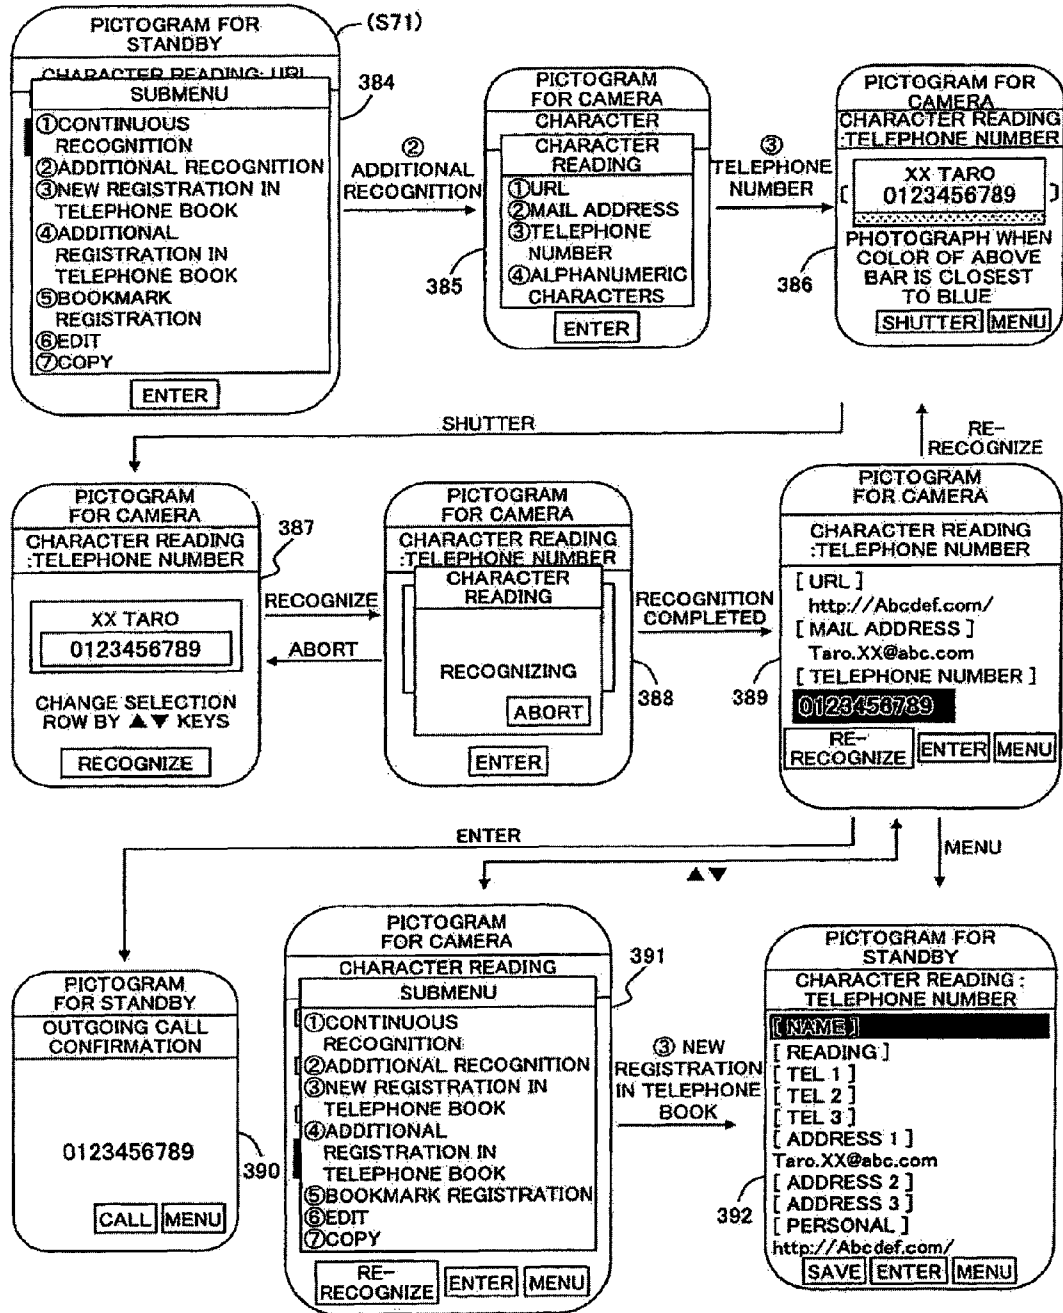 PICTOGRAM FOR
STANDBY
(S71)
CHARACTER READING: URL
SUBMENU
384
①CONTINUOUS
RECOGNITION
②ADDITIONAL RECOGNITION
③NEW REGISTRATION IN
TELEPHONE BOOK
④ADDITIONAL
REGISTRATION IN
TELEPHONE BOOK
⑤BOOKMARK
REGISTRATION
⑥EDIT
⑦COPY
ENTER
②
ADDITIONAL
RECOGNITION
PICTOGRAM
FOR CAMERA
CHARACTER
CHARACTER
READING
①URL
②MAIL ADDRESS
③TELEPHONE
NUMBER
④ALPHANUMERIC
CHARACTERS
ENTER
385
③
TELEPHONE
NUMBER
PICTOGRAM FOR
CAMERA
CHARACTER READING
:TELEPHONE NUMBER
XX TARO
[ 0123456789 ]
PHOTOGRAPH WHEN
COLOR OF ABOVE
BAR IS CLOSEST
TO BLUE
SHUTTER MENU
386
SHUTTER
RE-
RECOGNIZE
PICTOGRAM
FOR CAMERA
CHARACTER READING
:TELEPHONE NUMBER
387
XX TARO
0123456789
CHANGE SELECTION
ROW BY ▲▼ KEYS
RECOGNIZE
RECOGNIZE
ABORT
PICTOGRAM
FOR CAMERA
CHARACTER READING
:TELEPHONE NUMBER
CHARACTER
READING
RECOGNIZING
ABORT
ENTER
388
RECOGNITION
COMPLETED
PICTOGRAM
FOR CAMERA
CHARACTER READING
:TELEPHONE NUMBER
[ URL ]
http://Abcdef.com/
[ MAIL ADDRESS ]
Taro.XX@abc.com
[ TELEPHONE NUMBER ]
0123456789
RE-
RECOGNIZE ENTER MENU
389
ENTER
▲▼
MENU
PICTOGRAM
FOR STANDBY
OUTGOING CALL
CONFIRMATION
0123456789
CALL MENU
390
PICTOGRAM
FOR CAMERA
CHARACTER READING
SUBMENU
391
①CONTINUOUS
RECOGNITION
②ADDITIONAL RECOGNITION
③NEW REGISTRATION IN
TELEPHONE BOOK
④ADDITIONAL
REGISTRATION IN
TELEPHONE BOOK
⑤BOOKMARK REGISTRATION
⑥EDIT
⑦COPY
RE-
RECOGNIZE ENTER MENU
③ NEW
REGISTRATION
IN TELEPHONE
BOOK
PICTOGRAM FOR
STANDBY
CHARACTER READING :
TELEPHONE NUMBER
[ NAME ]
[ READING ]
[ TEL 1 ]
[ TEL 2 ]
[ TEL 3 ]
[ ADDRESS 1 ]
Taro.XX@abc.com
[ ADDRESS 2 ]
[ ADDRESS 3 ]
[ PERSONAL ]
http://Abcdef.com/
SAVE ENTER MENU
392